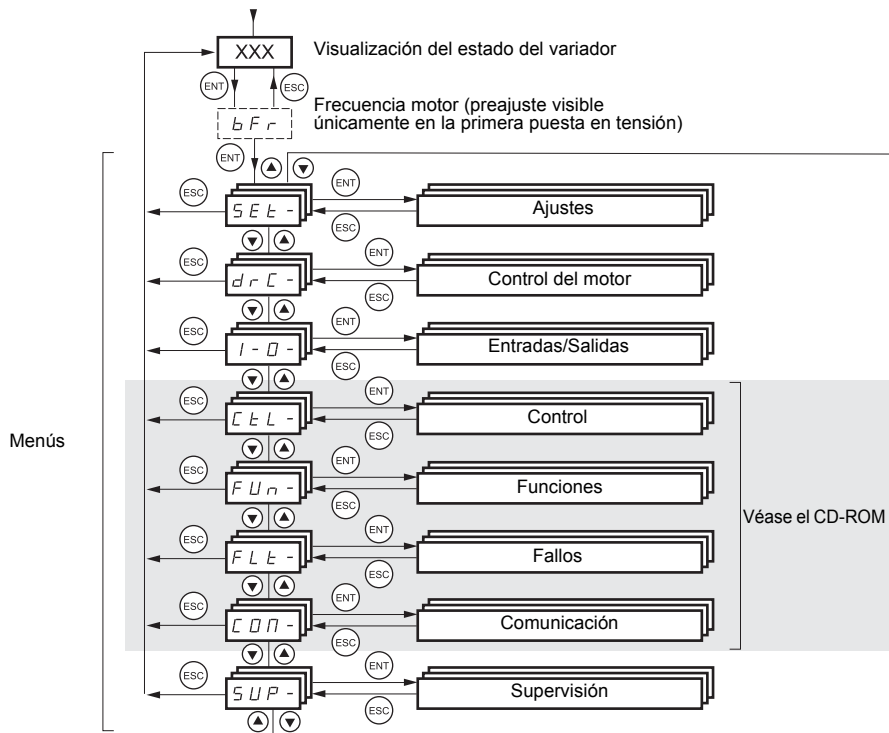 XXX Visualización del estado del variador
ENT ESC
Frecuencia motor (preajuste visible
únicamente en la primera puesta en tensión)
bFr
ENT
ESC ENT
SEt- Ajustes
ESC
ESC ENT
drC- Control del motor
ESC
ESC ENT
I-O- Entradas/Salidas
ESC
ESC ENT
CtL- Control
ESC
Menús
ESC ENT
FUn- Funciones
ESC
Véase el CD-ROM
ESC ENT
FLt- Fallos
ESC
ESC ENT
COM- Comunicación
ESC
ESC ENT
SUP- Supervisión
ESC